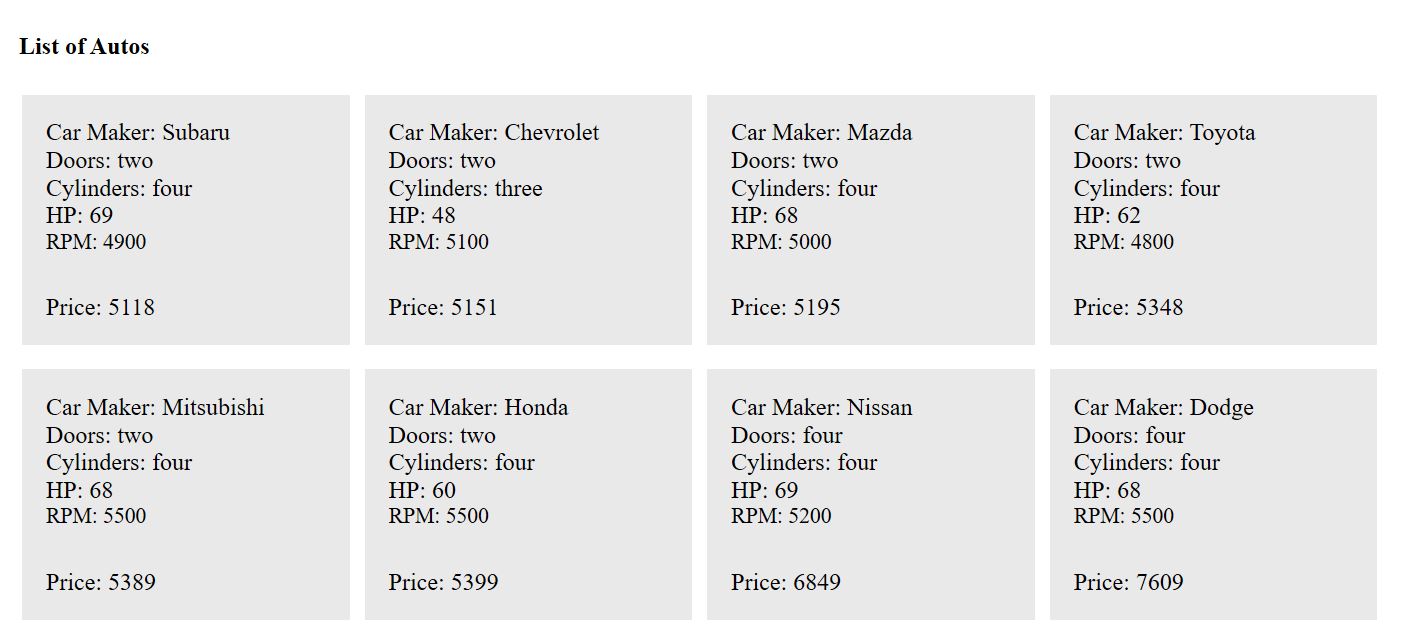 List of Autos
Car Maker: Subaru
Doors: two
Cylinders: four
HP: 69
RPM: 4900
Price: 5118
Car Maker: Chevrolet
Doors: two
Cylinders: three
HP: 48
RPM: 5100
Price: 5151
Car Maker: Mazda
Doors: two
Cylinders: four
HP: 68
RPM: 5000
Price: 5195
Car Maker: Toyota
Doors: two
Cylinders: four
HP: 62
RPM: 4800
Price: 5348
Car Maker: Mitsubishi
Doors: two
Cylinders: four
HP: 68
RPM: 5500
Price: 5389
Car Maker: Honda
Doors: two
Cylinders: four
HP: 60
RPM: 5500
Price: 5399
Car Maker: Nissan
Doors: four
Cylinders: four
HP: 69
RPM: 5200
Price: 6849
Car Maker: Dodge
Doors: four
Cylinders: four
HP: 68
RPM: 5500
Price: 7609